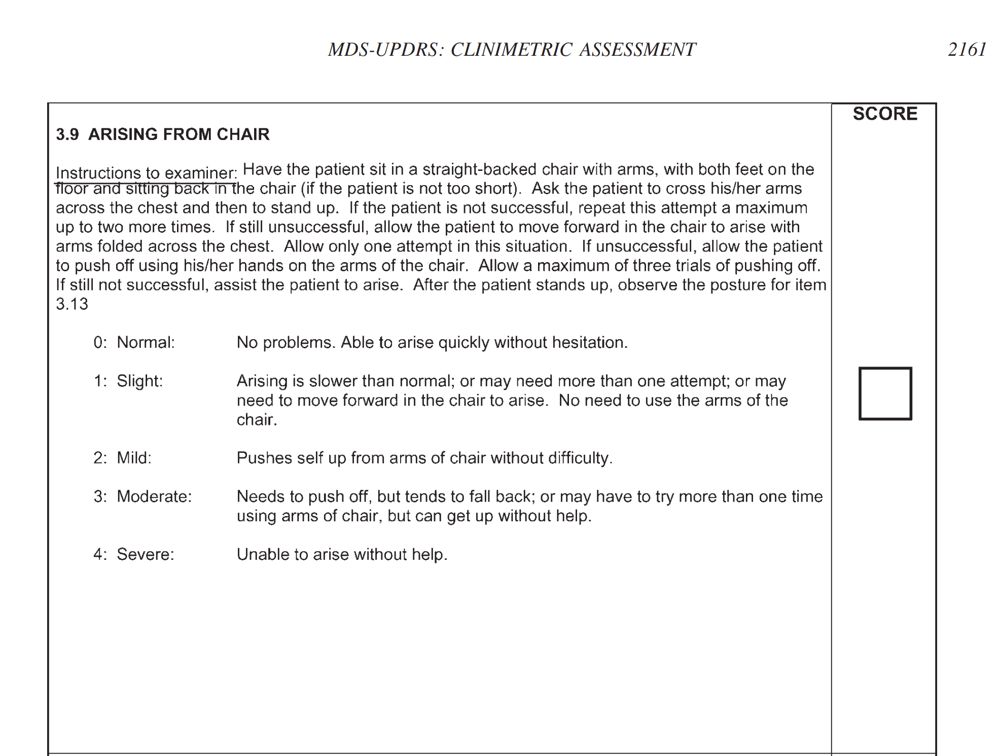 MDS-UPDRS: CLINIMETRIC ASSESSMENT 2161
SCORE
3.9 ARISING FROM CHAIR
Instructions to examiner: Have the patient sit in a straight-backed chair with arms, with both feet on the
floor and sitting back in the chair (if the patient is not too short). Ask the patient to cross his/her arms
across the chest and then to stand up. If the patient is not successful, repeat this attempt a maximum
up to two more times. If still unsuccessful, allow the patient to move forward in the chair to arise with
arms folded across the chest. Allow only one attempt in this situation. If unsuccessful, allow the patient
to push off using his/her hands on the arms of the chair. Allow a maximum of three trials of pushing off.
If still not successful, assist the patient to arise. After the patient stands up, observe the posture for item
3.13
0: Normal: No problems. Able to arise quickly without hesitation.
1: Slight: Arising is slower than normal; or may need more than one attempt; or may
need to move forward in the chair to arise. No need to use the arms of the
chair.
2: Mild: Pushes self up from arms of chair without difficulty.
3: Moderate: Needs to push off, but tends to fall back; or may have to try more than one time
using arms of chair, but can get up without help.
4: Severe: Unable to arise without help.